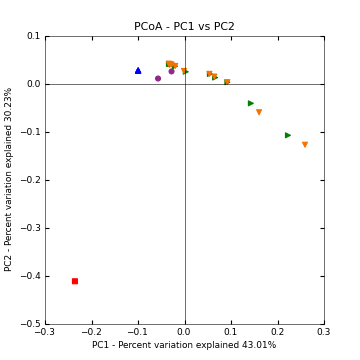 PCoA - PC1 vs PC2
0.1
0.0
−0.1
−0.2
−0.3
−0.4
−0.5
PC2 - Percent variation explained 30.23%
−0.3 −0.2 −0.1 0.0 0.1 0.2 0.3
PC1 - Percent variation explained 43.01%